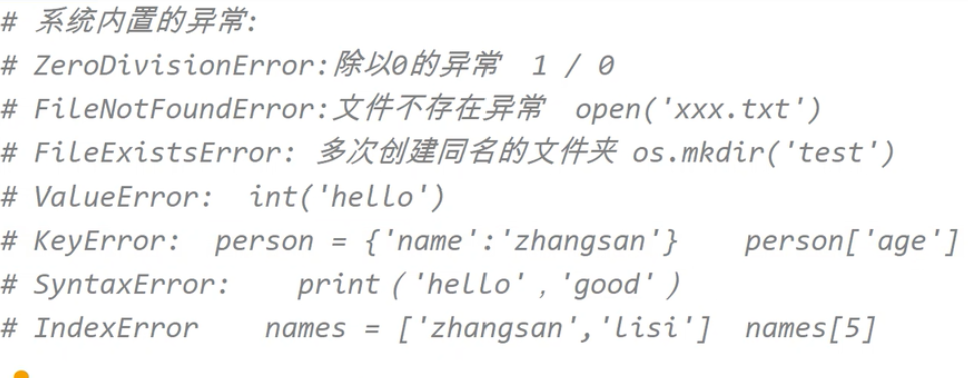 # 系统内置的异常:
# ZeroDivisionError:除以0的异常  1 / 0
# FileNotFoundError:文件不存在异常  open('xxx.txt')
# FileExistsError: 多次创建同名的文件夹 os.mkdir('test')
# ValueError:  int('hello')
# KeyError:  person = {'name':'zhangsan'}    person['age']
# SyntaxError:    print（'hello'，'good'）
# IndexError    names = ['zhangsan','lisi']  names[5]